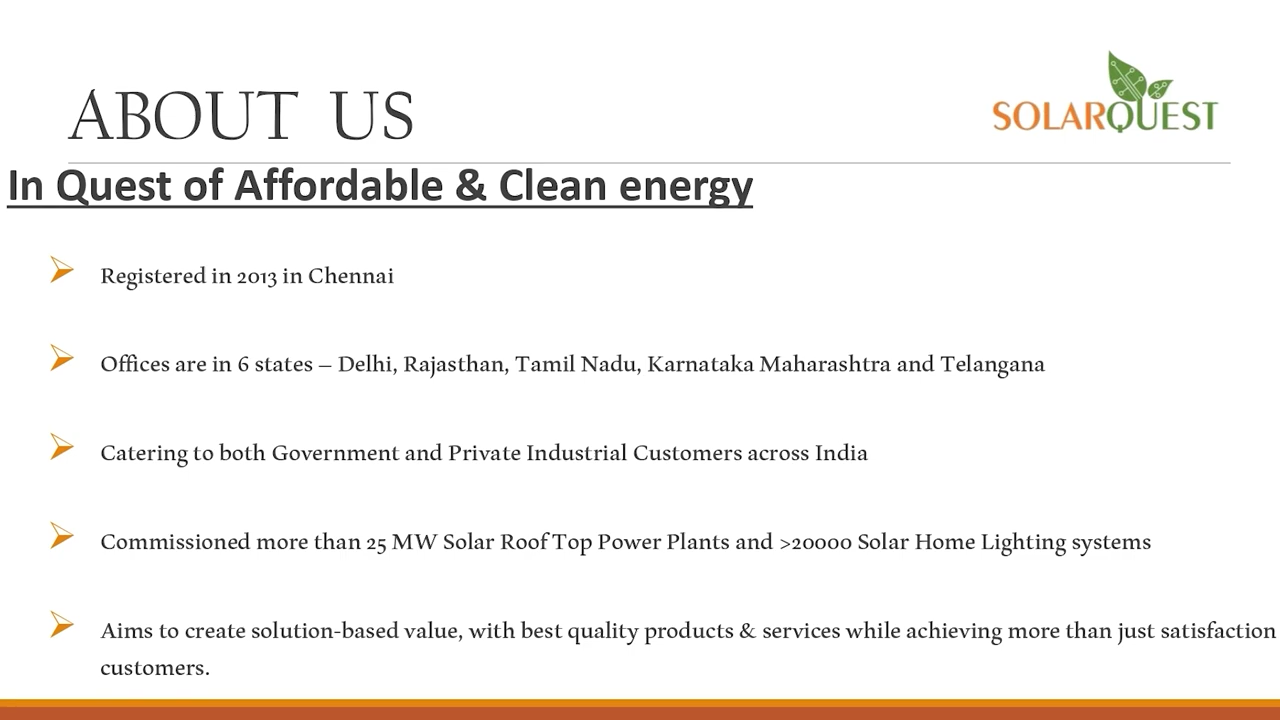 ABOUT US
SOLARQUEST
In Quest of Affordable & Clean energy
Registered in 2013 in Chennai
Offices are in 6 states – Delhi, Rajasthan, Tamil Nadu, Karnataka Maharashtra and Telangana
Catering to both Government and Private Industrial Customers across India
Commissioned more than 25 MW Solar Roof Top Power Plants and >20000 Solar Home Lighting systems
Aims to create solution-based value, with best quality products & services while achieving more than just satisfaction
customers.